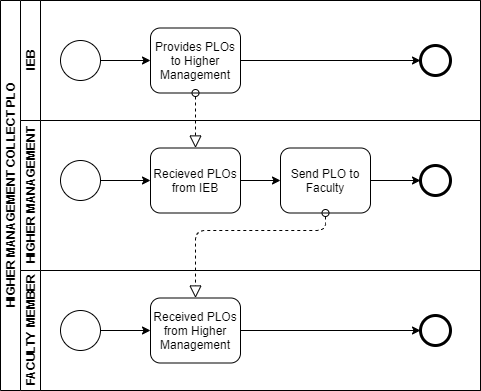 HIGHER MANAGEMENT COLLECT PLO
IEB
Provides PLOs
to Higher
Management
HIGHER MANAGEMENT
Recieved PLOs
from IEB
Send PLO to
Faculty
FACULTY MEMBER
Received PLOs
from Higher
Management